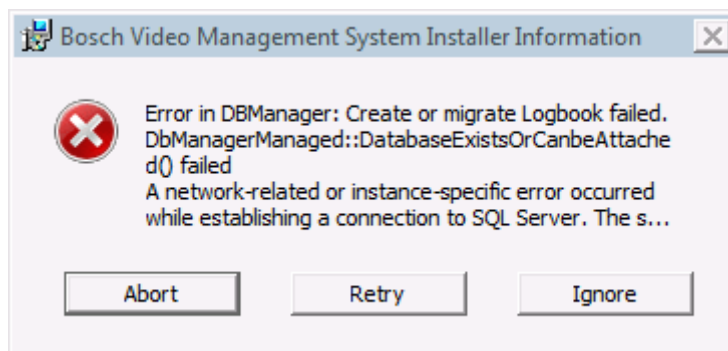 Bosch Video Management System Installer Information
Error in DBManager: Create or migrate Logbook failed.
DbManagerManaged::DatabaseExistsOrCanbeAttache
d() failed
A network-related or instance-specific error occurred
while establishing a connection to SQL Server. The s...
Abort Retry Ignore